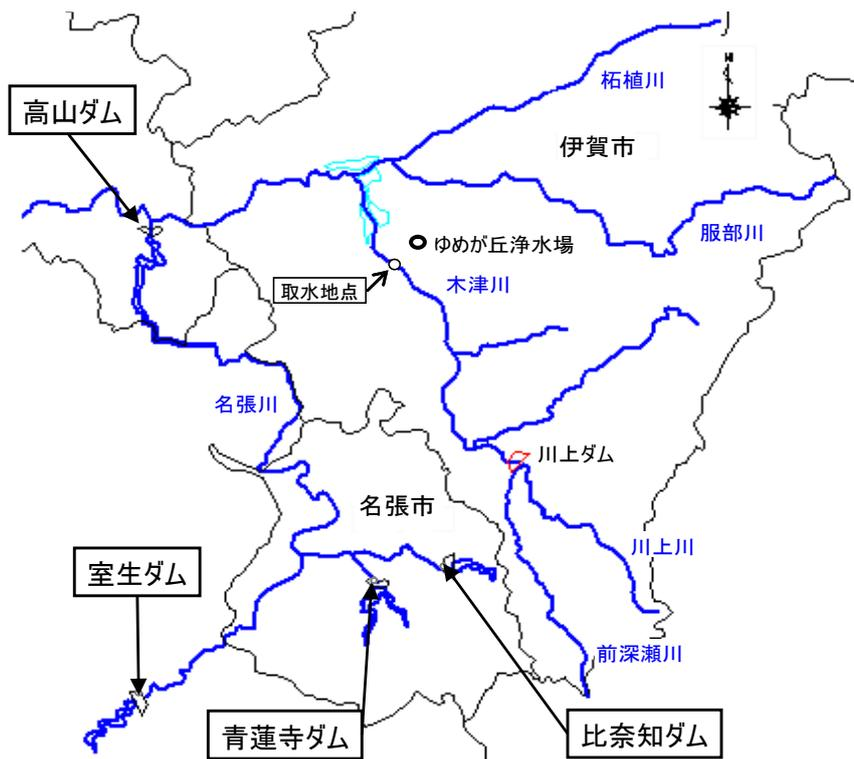 柘植川
N
高山ダム
伊賀市
服部川
ゆめが丘浄水場
木津川
取水地点
名張川
川上ダム
名張市
川上川
室生ダム
前深瀬川
青蓮寺ダム
比奈知ダム